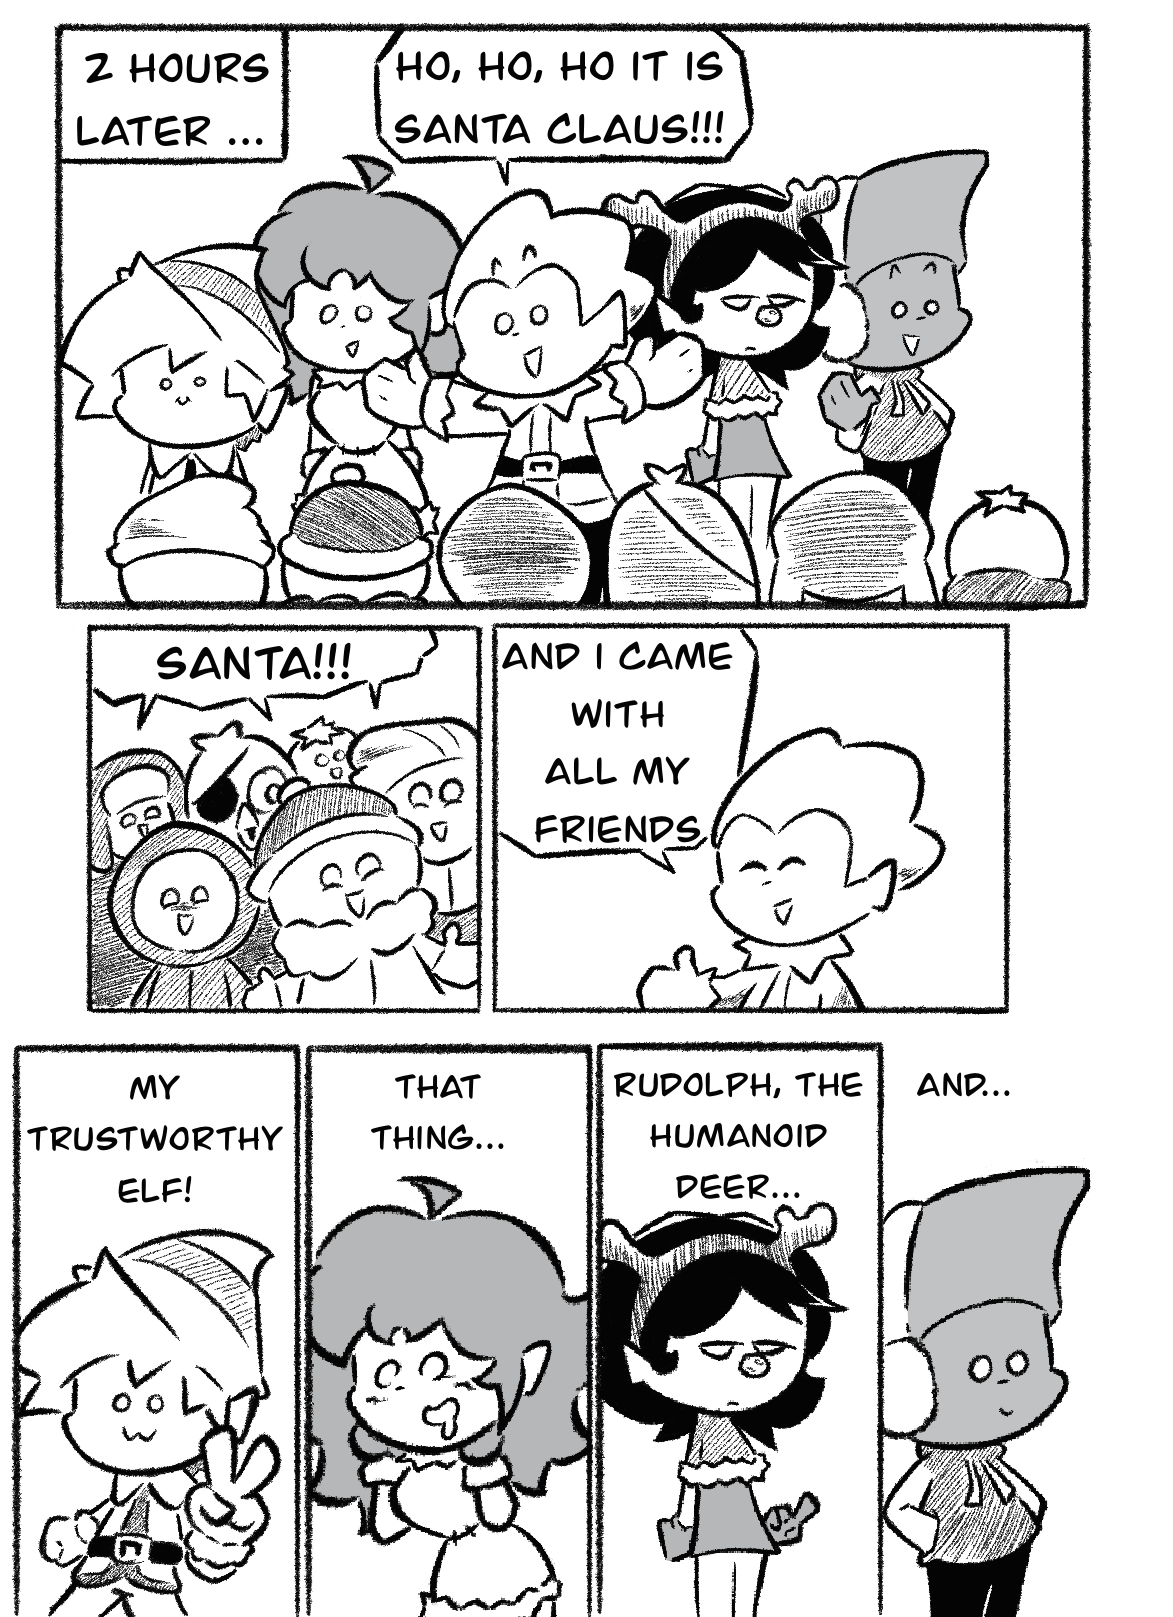 2 HOURS
LATER ...
HO, HO, HO IT IS
SANTA CLAUS!!!
SANTA!!!
AND I CAME
WITH
ALL MY
FRIENDS
MY
TRUSTWORTHY
ELF!
THAT
THING...
RUDOLPH, THE
HUMANOID
DEER...
AND...